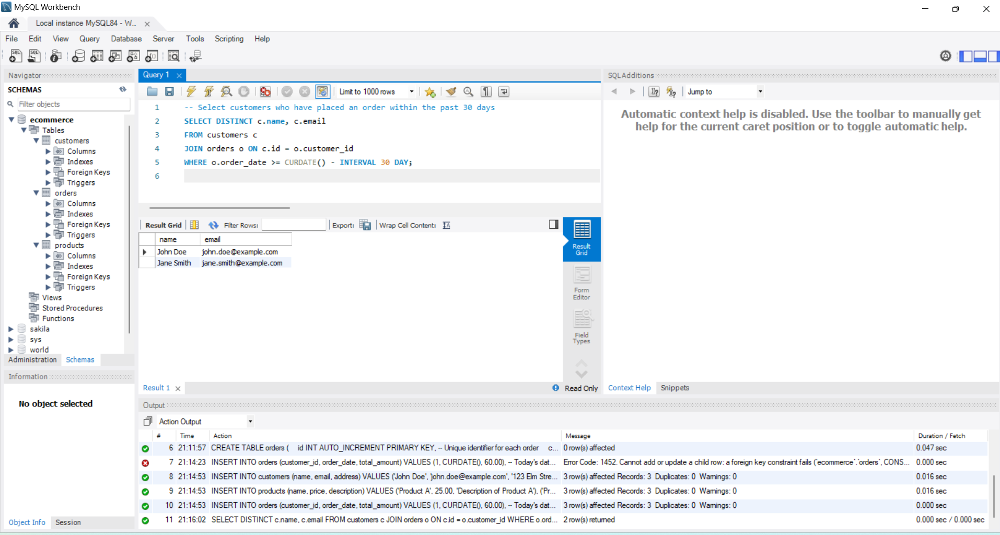 MySQL Workbench
Local instance MySQL84 - W...
File Edit View Query Database Server Tools Scripting Help
Navigator
SCHEMAS
Filter objects
ecommerce
Tables
customers
Columns
Indexes
Foreign Keys
Triggers
orders
Columns
Indexes
Foreign Keys
Triggers
products
Columns
Indexes
Foreign Keys
Triggers
Views
Stored Procedures
Functions
sakila
sys
world
Administration Schemas
Information
No object selected
Object Info Session
Query 1
Limit to 1000 rows
1 -- Select customers who have placed an order within the past 30 days
2 SELECT DISTINCT c.name, c.email
3 FROM customers c
4 JOIN orders o ON c.id = o.customer_id
5 WHERE o.order_date >= CURDATE() - INTERVAL 30 DAY;
6
Result Grid Filter Rows: Export: Wrap Cell Content:
name email
John Doe john.doe@example.com
Jane Smith jane.smith@example.com
Result
Grid
Form
Editor
Field
Types
Result 1
Read Only
SQLAdditions
Jump to
Automatic context help is disabled. Use the toolbar to manually get
help for the current caret position or to toggle automatic help.
Context Help Snippets
Output
Action Output
# Time Action Message Duration / Fetch
6 21:11:57 CREATE TABLE orders ( id INT AUTO_INCREMENT PRIMARY KEY, -- Unique identifier for each order c... 0 row(s) affected 0.047 sec
7 21:14:23 INSERT INTO orders (customer_id, order_date, total_amount) VALUES (1, CURDATE(), 60.00), -- Today's dat... Error Code: 1452. Cannot add or update a child row: a foreign key constraint fails (`ecommerce`.`orders`, CONS... 0.000 sec
8 21:14:53 INSERT INTO customers (name, email, address) VALUES ('John Doe', 'john.doe@example.com', '123 Elm Stre... 3 row(s) affected Records: 3 Duplicates: 0 Warnings: 0 0.016 sec
9 21:14:53 INSERT INTO products (name, price, description) VALUES ('Product A', 25.00, 'Description of Product A'), ('Pr... 3 row(s) affected Records: 3 Duplicates: 0 Warnings: 0 0.016 sec
10 21:14:53 INSERT INTO orders (customer_id, order_date, total_amount) VALUES (1, CURDATE(), 60.00), -- Today's dat... 3 row(s) affected Records: 3 Duplicates: 0 Warnings: 0 0.000 sec
11 21:16:02 SELECT DISTINCT c.name, c.email FROM customers c JOIN orders o ON c.id = o.customer_id WHERE o.ord... 2 row(s) returned 0.000 sec / 0.000 sec